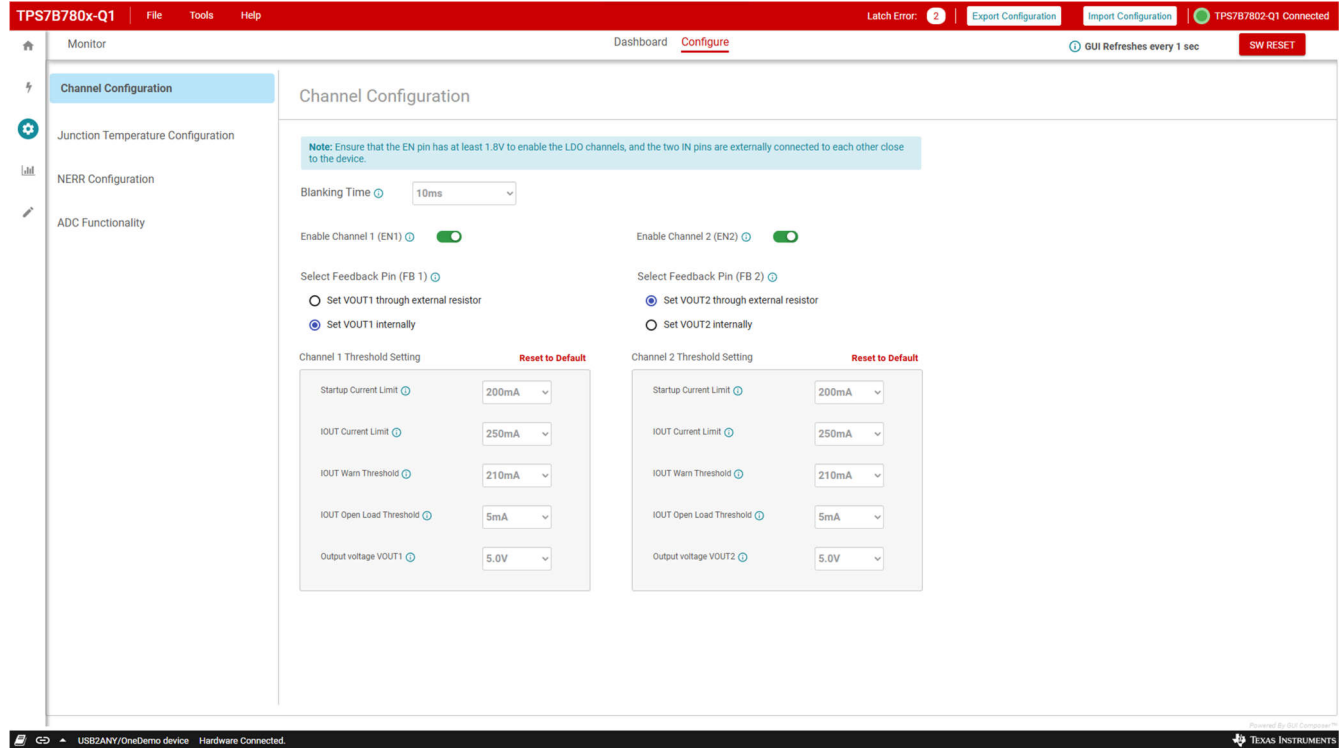 TPS7B780x-Q1 File Tools Help Latch Error: 2 Export Configuration Import Configuration TPS7B7802-Q1 Connected
Monitor Dashboard Configure GUI Refreshes every 1 sec SW RESET
Channel Configuration
Junction Temperature Configuration
NERR Configuration
ADC Functionality
Channel Configuration
Note: Ensure that the EN pin has at least 1.8V to enable the LDO channels, and the two IN pins are externally connected to each other close
to the device.
Blanking Time 10ms
Enable Channel 1 (EN1) Enable Channel 2 (EN2)
Select Feedback Pin (FB 1) Select Feedback Pin (FB 2)
Set VOUT1 through external resistor Set VOUT2 through external resistor
Set VOUT1 internally Set VOUT2 internally
Channel 1 Threshold Setting Reset to Default Channel 2 Threshold Setting Reset to Default
Startup Current Limit 200mA Startup Current Limit 200mA
IOUT Current Limit 250mA IOUT Current Limit 250mA
IOUT Warn Threshold 210mA IOUT Warn Threshold 210mA
IOUT Open Load Threshold 5mA IOUT Open Load Threshold 5mA
Output voltage VOUT1 5.0V Output voltage VOUT2 5.0V
Powered By GUI Composer™
USB2ANY/OneDemo device Hardware Connected. TEXAS INSTRUMENTS